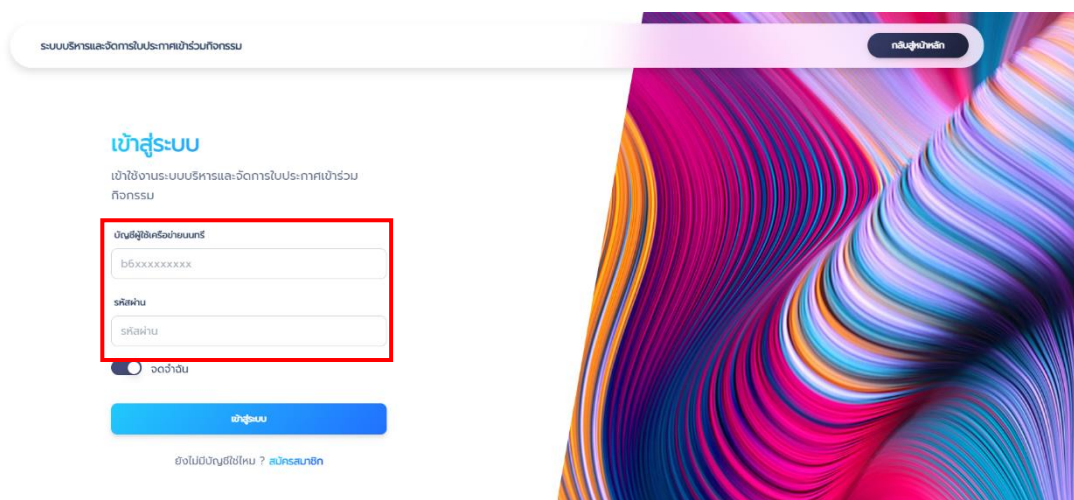 ระบบบริหารและจัดการใบประกาศเข้าร่วมกิจกรรม
กลับสู่หน้าหลัก
เข้าสู่ระบบ
เข้าใช้งานระบบบริหารและจัดการใบประกาศเข้าร่วม
กิจกรรม
บัญชีผู้ใช้เครือข่ายนนทรี
b6xxxxxxxxx
รหัสผ่าน
รหัสผ่าน
จดจำฉัน
เข้าสู่ระบบ
ยังไม่มีบัญชีใช่ไหม ? สมัครสมาชิก